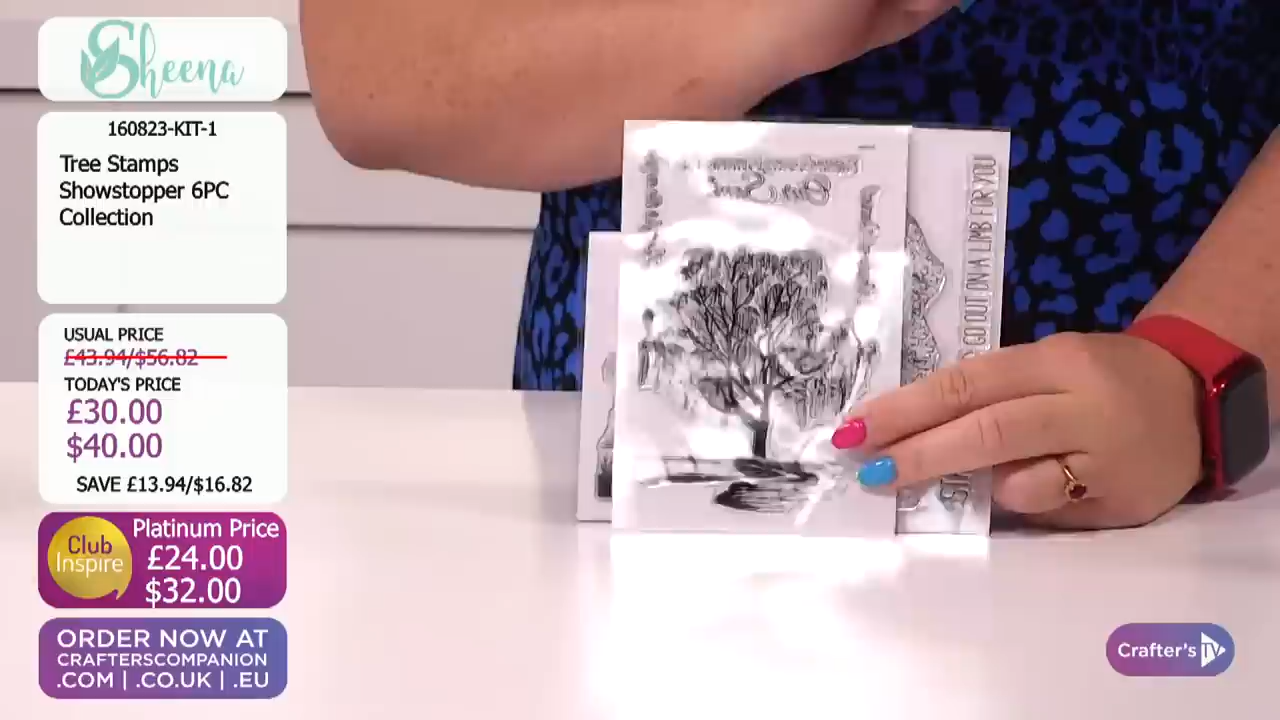 Sheena
160823-KIT-1
Tree Stamps
Showstopper 6PC
Collection
USUAL PRICE
£43.94/$56.82
TODAY'S PRICE
£30.00
$40.00
SAVE £13.94/$16.82
Club
Inspire
Platinum Price
£24.00
$32.00
ORDER NOW AT
CRAFTERSCOMPANION
.COM | .CO.UK | .EU
GO OUT ON A LIMB FOR YOU
Crafter's TV